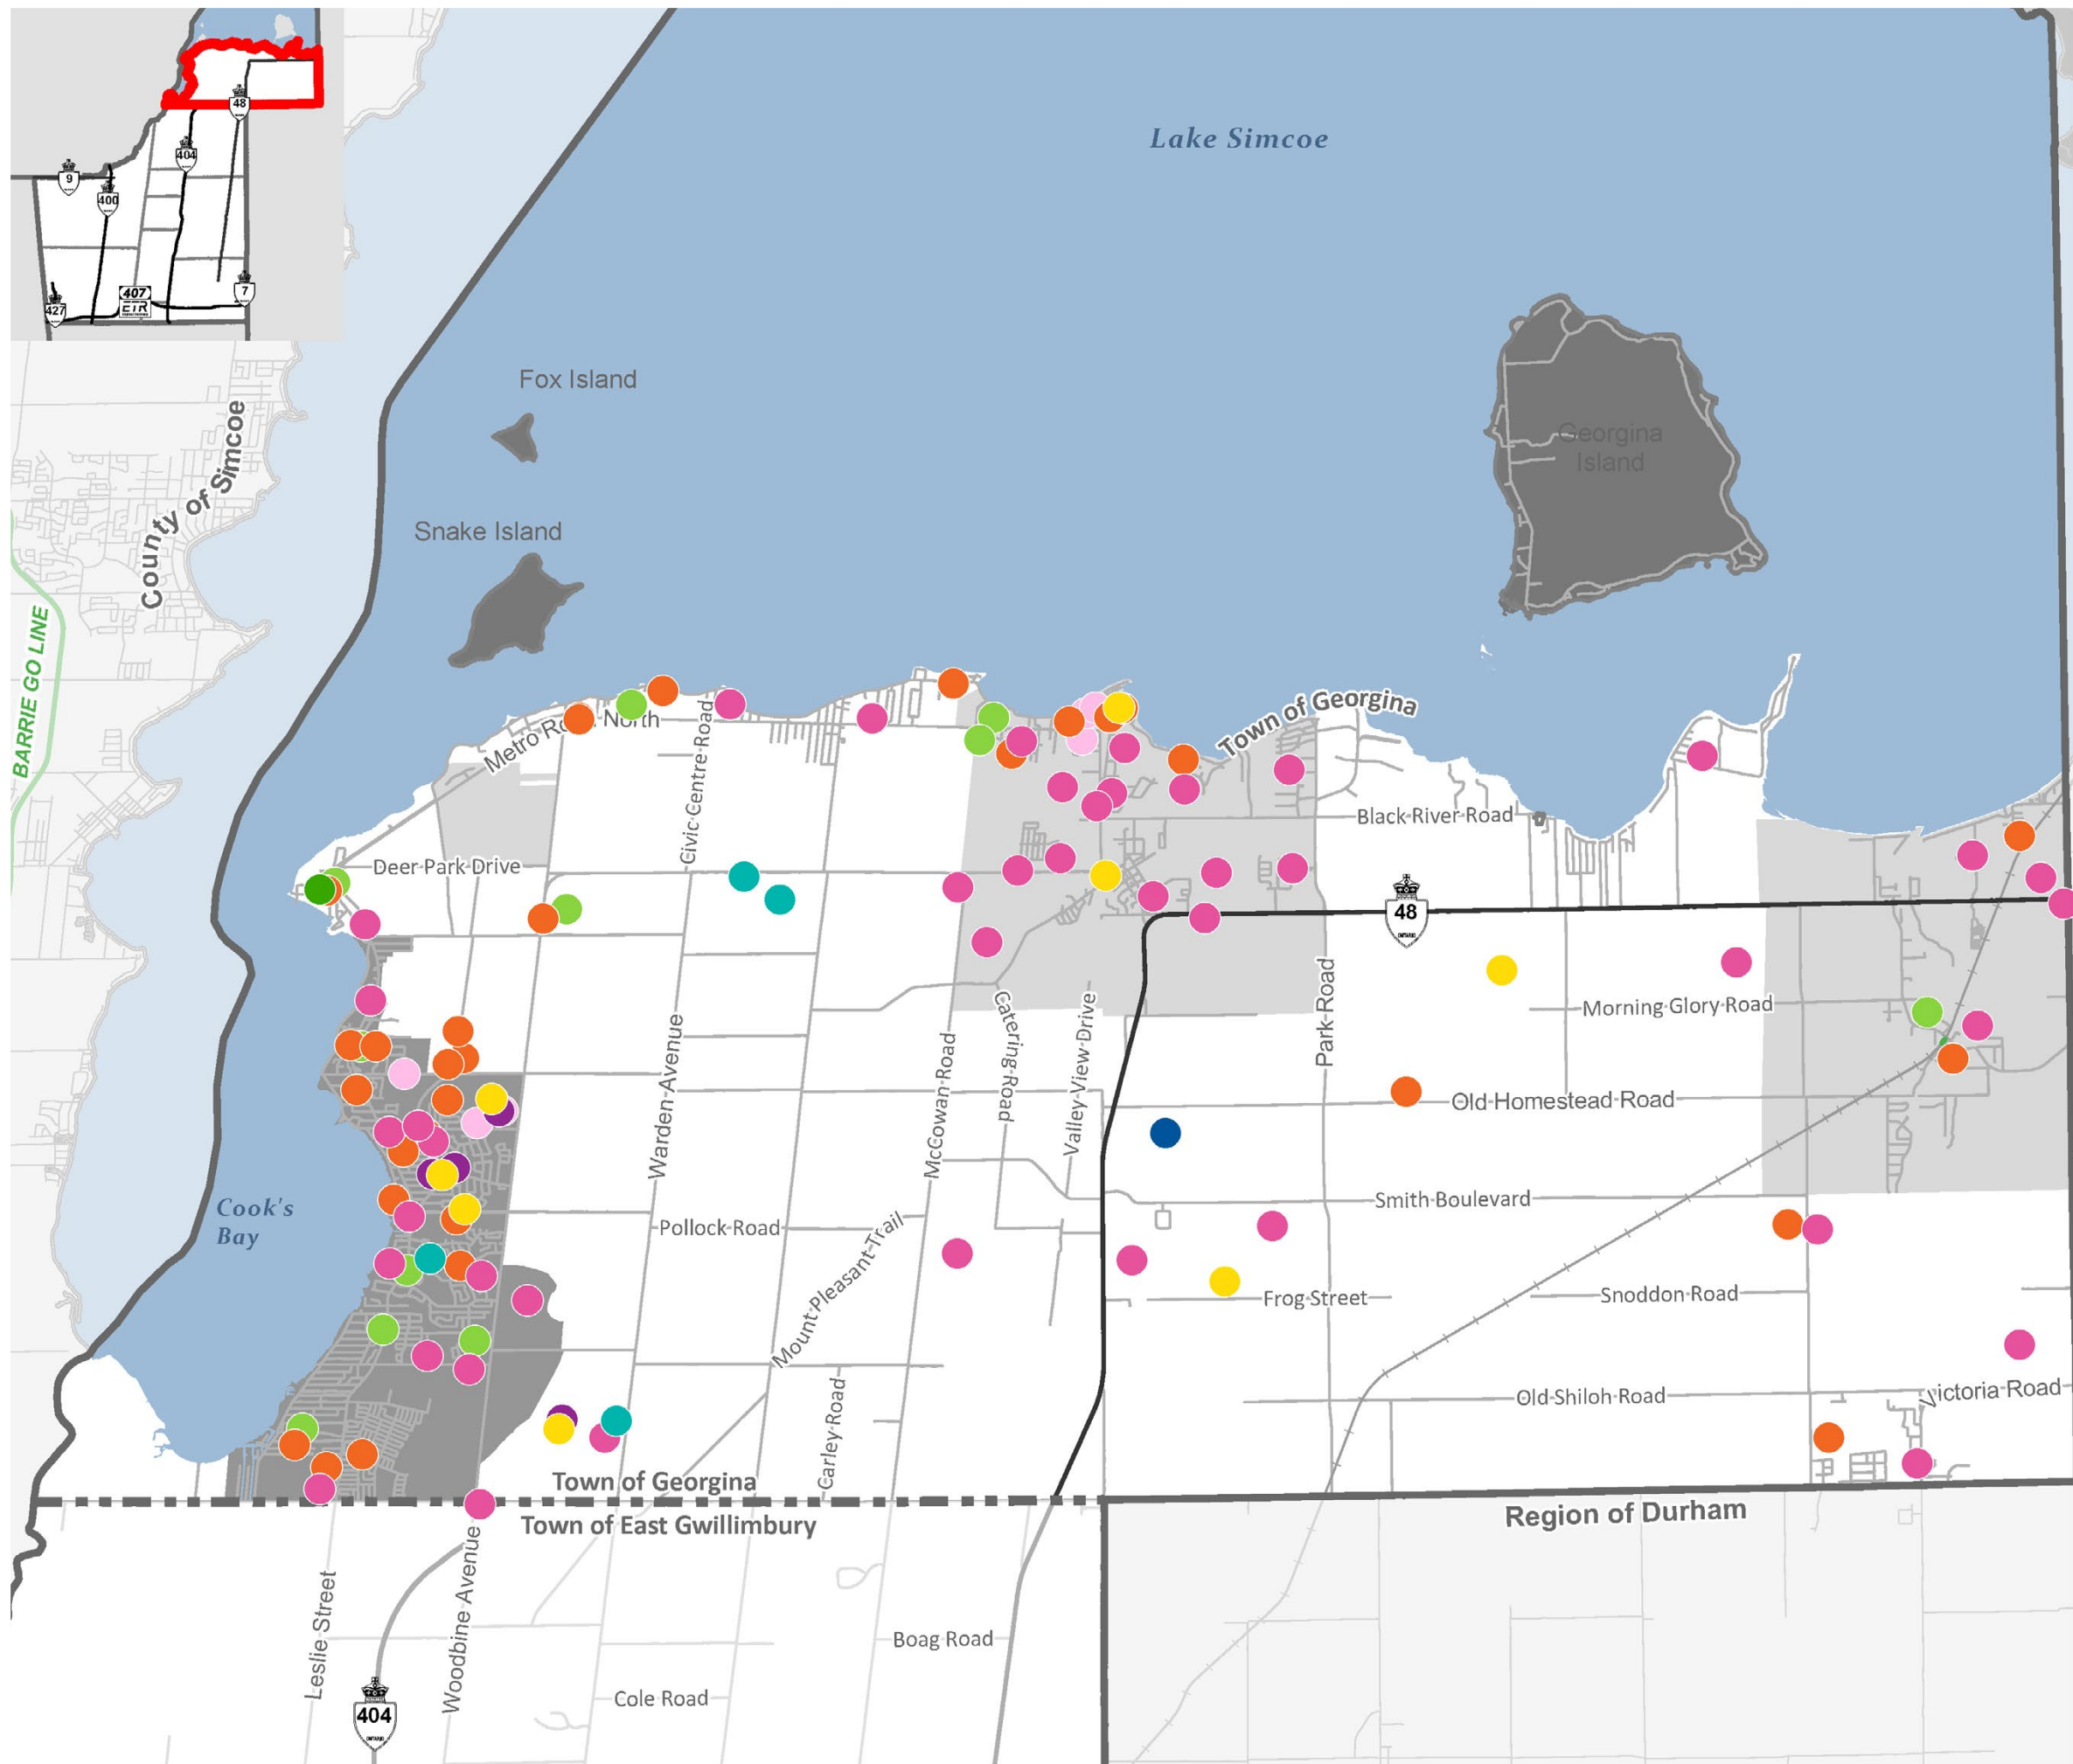 48
404
9
400
407
ETR
7
427
Lake Simcoe
Fox Island
County of Simcoe
Georgina
Island
Snake Island
BARRIE GO LINE
Town of Georgina
North
Civic Centre Road
Black River Road
Deer Park Drive
48
ONTARIO
Morning Glory Road
Park Road
Catering Road
Valley View Drive
Warden Avenue
McCowan Road
Old Homestead Road
Smith Boulevard
Cook's
Bay
Pollock Road
Mount Pleasant Trail
Frog Street
Snoddon Road
Old Shiloh Road
Victoria Road
Carley Road
Town of Georgina
Town of East Gwillimbury
Region of Durham
Leslie Street
Woodbine Avenue
Boag Road
Cole Road
404
ONTARIO